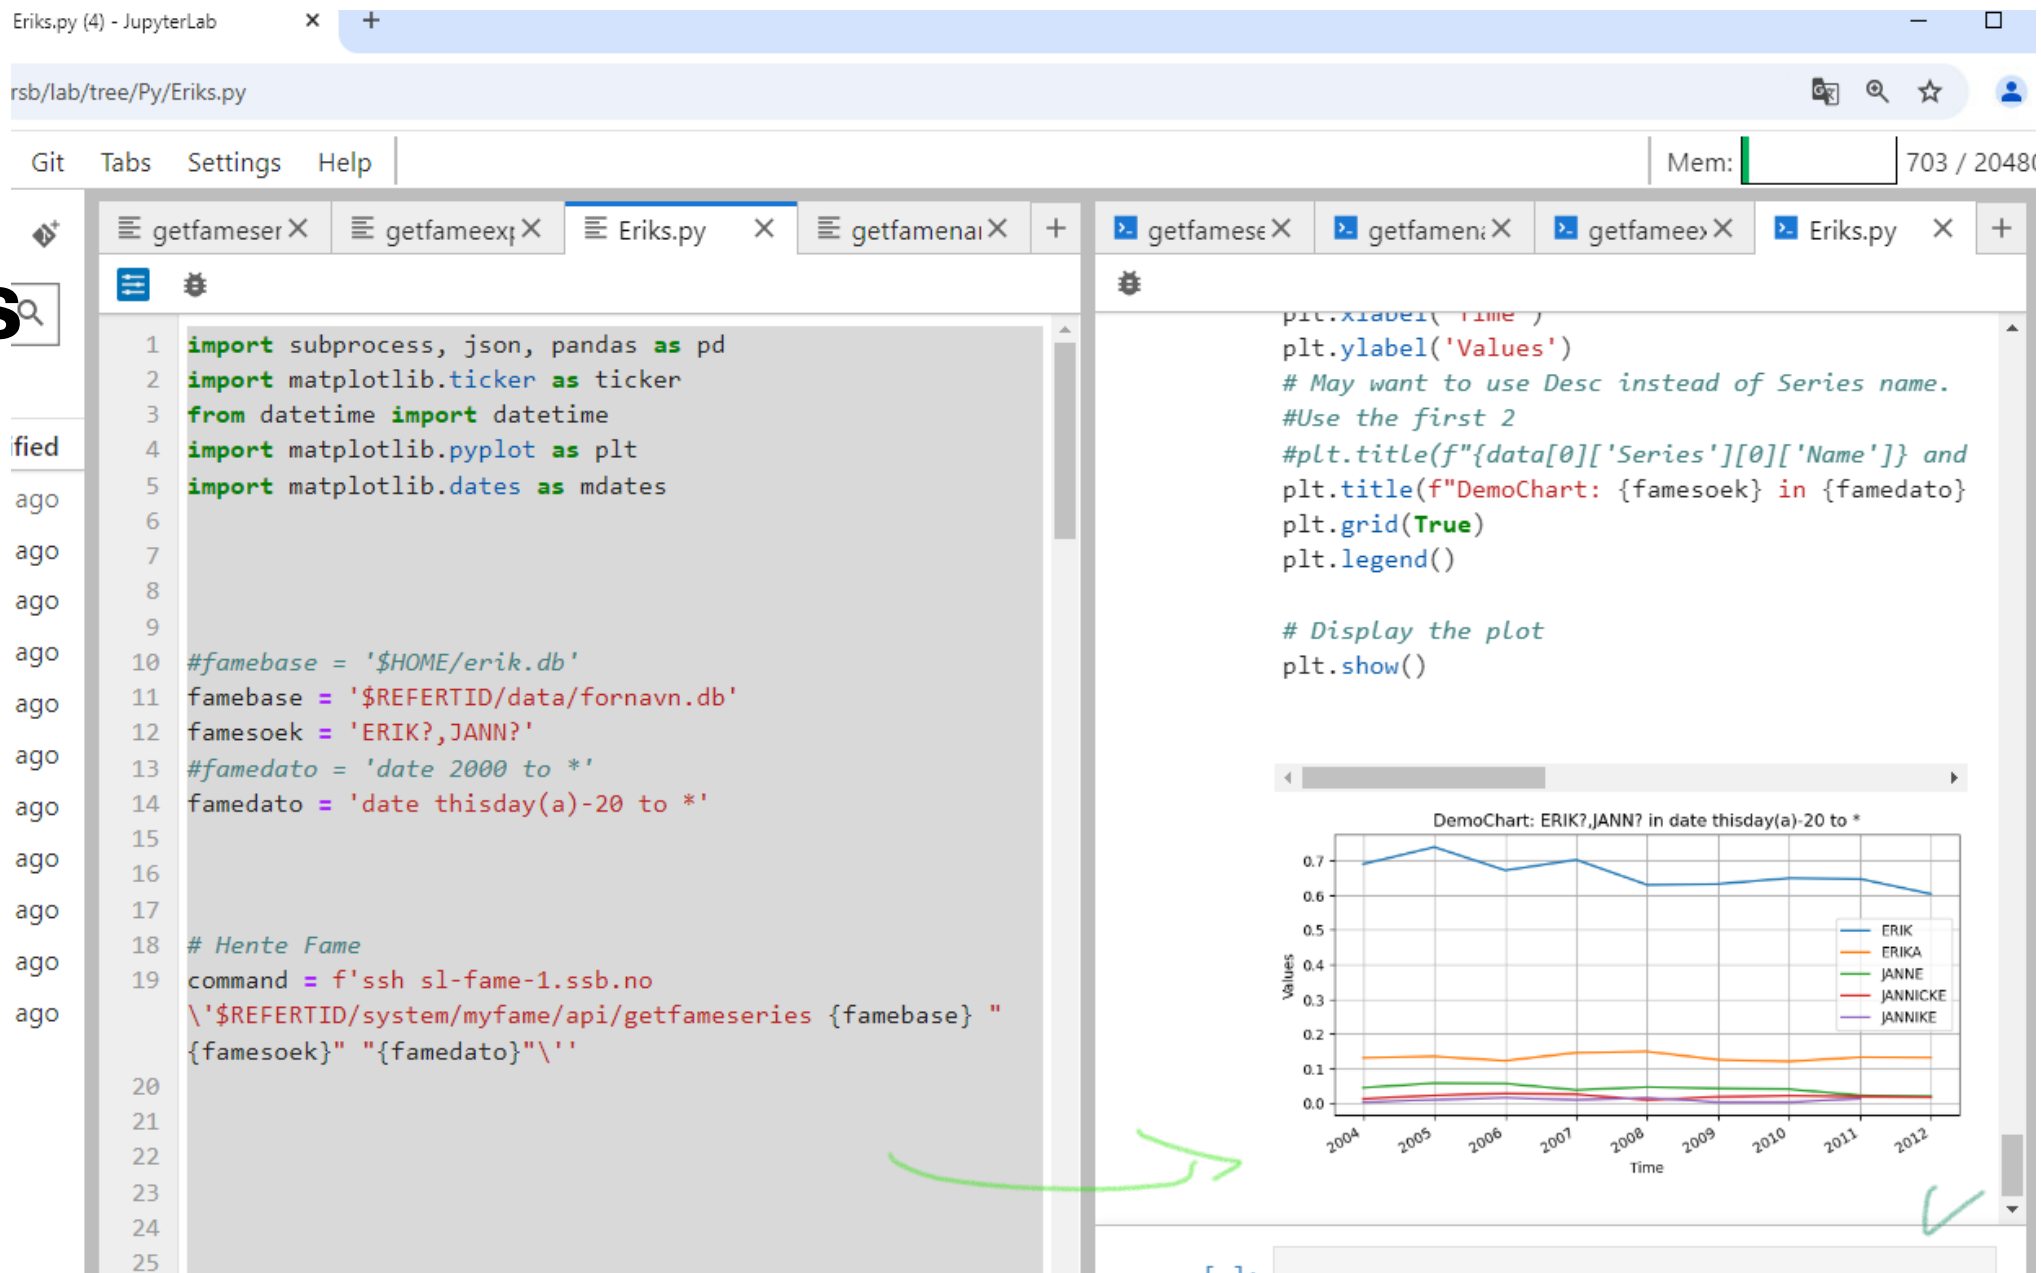 Eriks.py (4) - JupyterLab
rsb/lab/tree/Py/Eriks.py
Git Tabs Settings Help
Mem: 703 / 2048
s
ified
ago
ago
ago
ago
ago
ago
ago
ago
ago
ago
ago
getfameser
getfameexp
Eriks.py
getfamenai
1 import subprocess, json, pandas as pd
2 import matplotlib.ticker as ticker
3 from datetime import datetime
4 import matplotlib.pyplot as plt
5 import matplotlib.dates as mdates
6
7
8
9
10 #famebase = '$HOME/erik.db'
11 famebase = '$REFERTID/data/fornavn.db'
12 famesoek = 'ERIK?,JANN?'
13 #famedato = 'date 2000 to *'
14 famedato = 'date thisday(a)-20 to *'
15
16
17
18 # Hente Fame
19 command = f'ssh sl-fame-1.ssb.no
\'$REFERTID/system/myfame/api/getfameseries {famebase} "
{famesoek}" "{famedato}"\''
20
21
22
23
24
25
getfamese
getfamena
getfameex
Eriks.py
plt.xlabel('Time')
plt.ylabel('Values')
# May want to use Desc instead of Series name.
#Use the first 2
#plt.title(f"{data[0]['Series'][0]['Name']} and
plt.title(f"DemoChart: {famesoek} in {famedato}
plt.grid(True)
plt.legend()
# Display the plot
plt.show()
DemoChart: ERIK?,JANN? in date thisday(a)-20 to *
0.7
0.6
0.5
0.4
0.3
0.2
0.1
0.0
Values
ERIK
ERIKA
JANNE
JANNICKE
JANNIKE
2004 2005 2006 2007 2008 2009 2010 2011 2012
Time
[ ]: